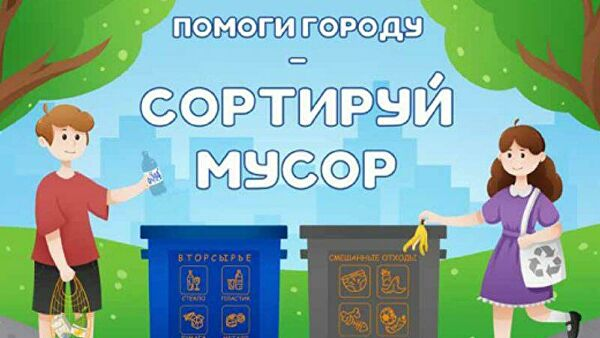 ПОМОГИ ГОРОДУ
–
СОРТИРУЙ
МУСОР
ВТОРСЫРЬЕ
СТЕКЛО ПЛАСТИК
СМЕШАННЫЕ ОТХОДЫ